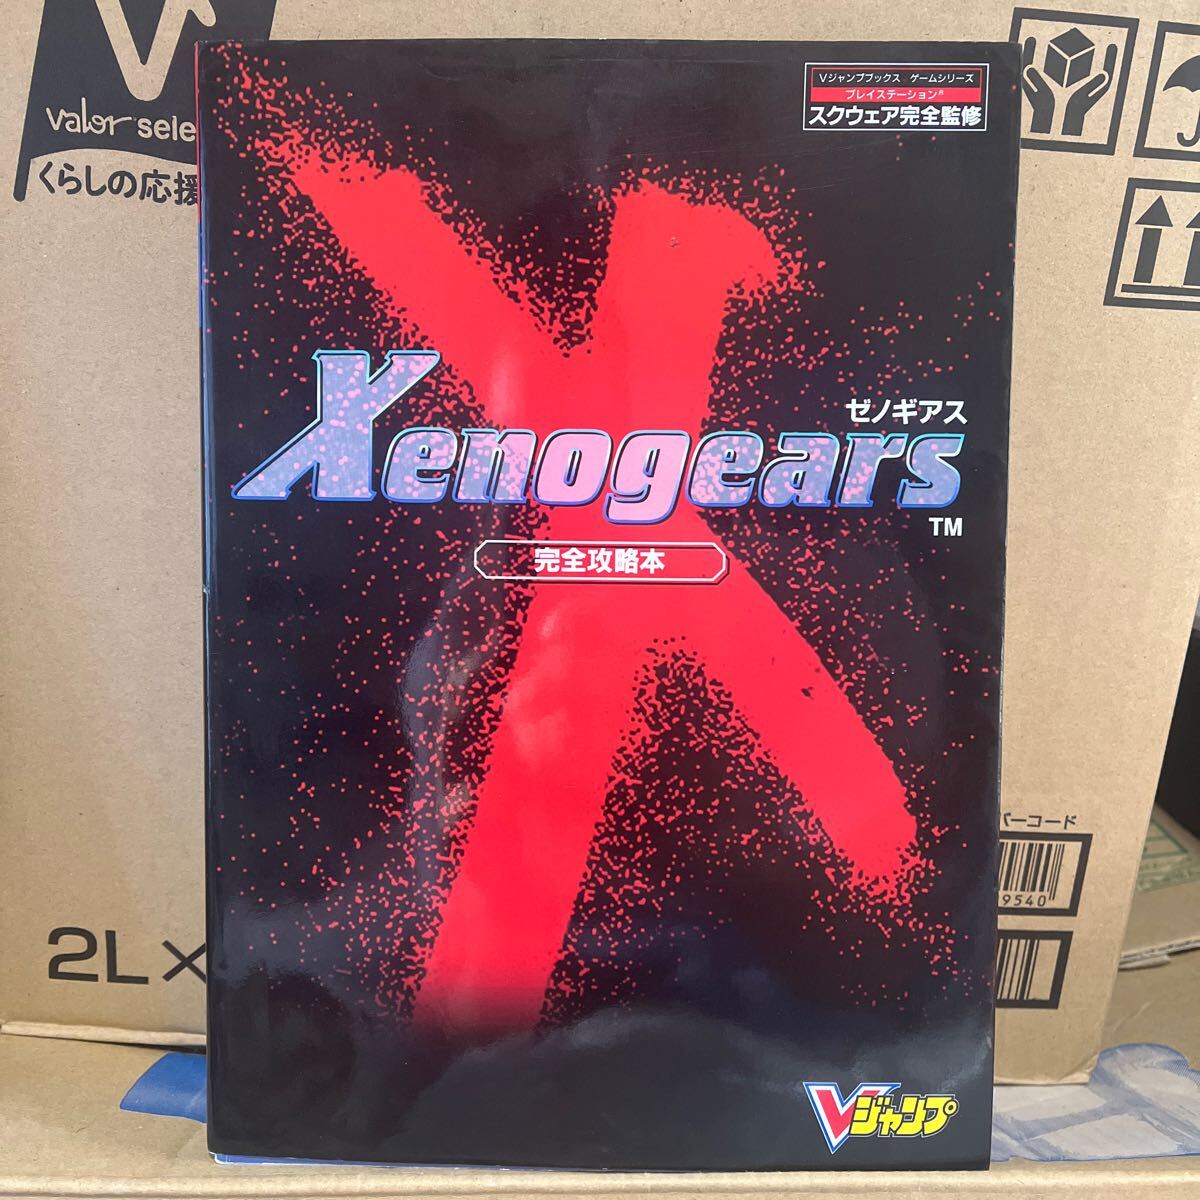 Vジャンプブックス ゲームシリーズ
プレイステーション®
スクウェア完全監修
ゼノギアス
Xenogears
TM
完全攻略本
Vジャンプ
valor sele
くらしの応援
2L×
バーコード
9540